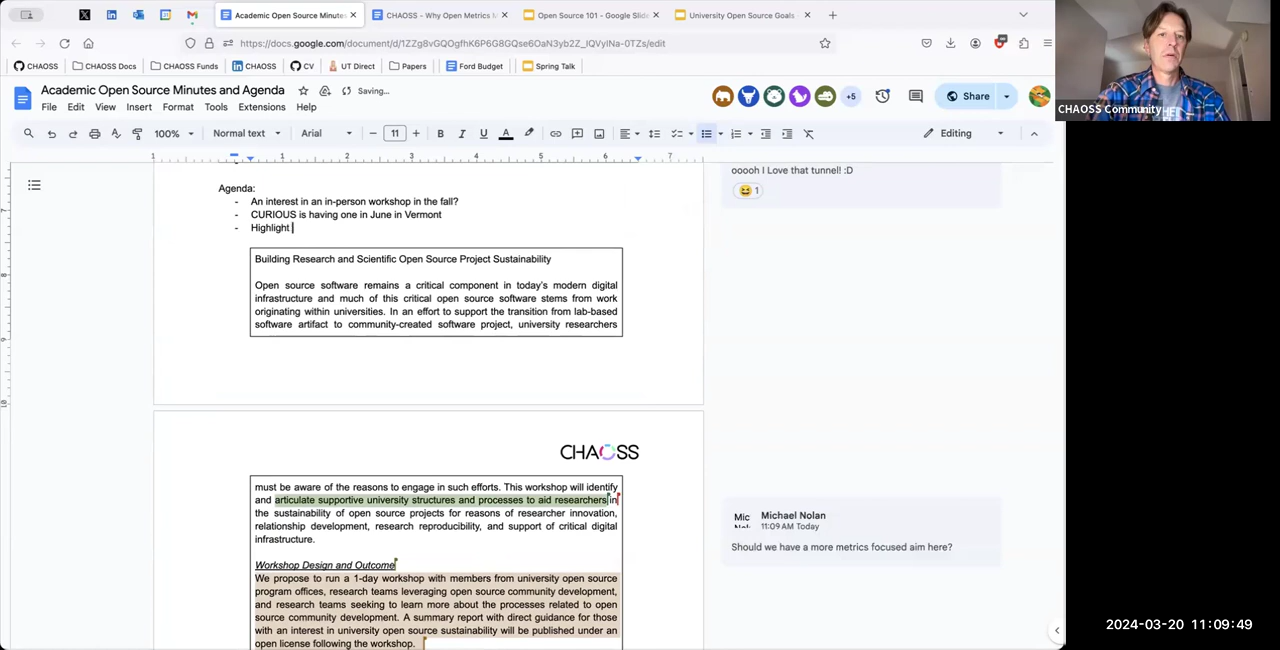 Academic Open Source Minutes
CHAOSS - Why Open Metrics M
Open Source 101 - Google Slide
University Open Source Goals
https://docs.google.com/document/d/1ZZg8vGQOgfhK6P6G8GQse6OaN3yb2Z_IQVylNa-0TZs/edit
CHAOSS
CHAOSS Docs
CHAOSS Funds
CHAOSS
CV
UT Direct
Papers
Ford Budget
Spring Talk
Academic Open Source Minutes and Agenda
Saving...
File Edit View Insert Format Tools Extensions Help
+5
Share
100%
Normal text
Arial
11
Editing
1 1 2 3 4 5 6 7
Agenda:
- An interest in an in-person workshop in the fall?
- CURIOUS is having one in June in Vermont
- Highlight
Building Research and Scientific Open Source Project Sustainability
Open source software remains a critical component in today's modern digital
infrastructure and much of this critical open source software stems from work
originating within universities. In an effort to support the transition from lab-based
software artifact to community-created software project, university researchers
CHAOSS
must be aware of the reasons to engage in such efforts. This workshop will identify
and articulate supportive university structures and processes to aid researchers in
the sustainability of open source projects for reasons of researcher innovation,
relationship development, research reproducibility, and support of critical digital
infrastructure.
Workshop Design and Outcome
We propose to run a 1-day workshop with members from university open source
program offices, research teams leveraging open source community development,
and research teams seeking to learn more about the processes related to open
source community development. A summary report with direct guidance for those
with an interest in university open source sustainability will be published under an
open license following the workshop.
ooooh I Love that tunnel! :D
1
Michael Nolan
11:09 AM Today
Should we have a more metrics focused aim here?
CHAOSS Community
2024-03-20 11:09:49